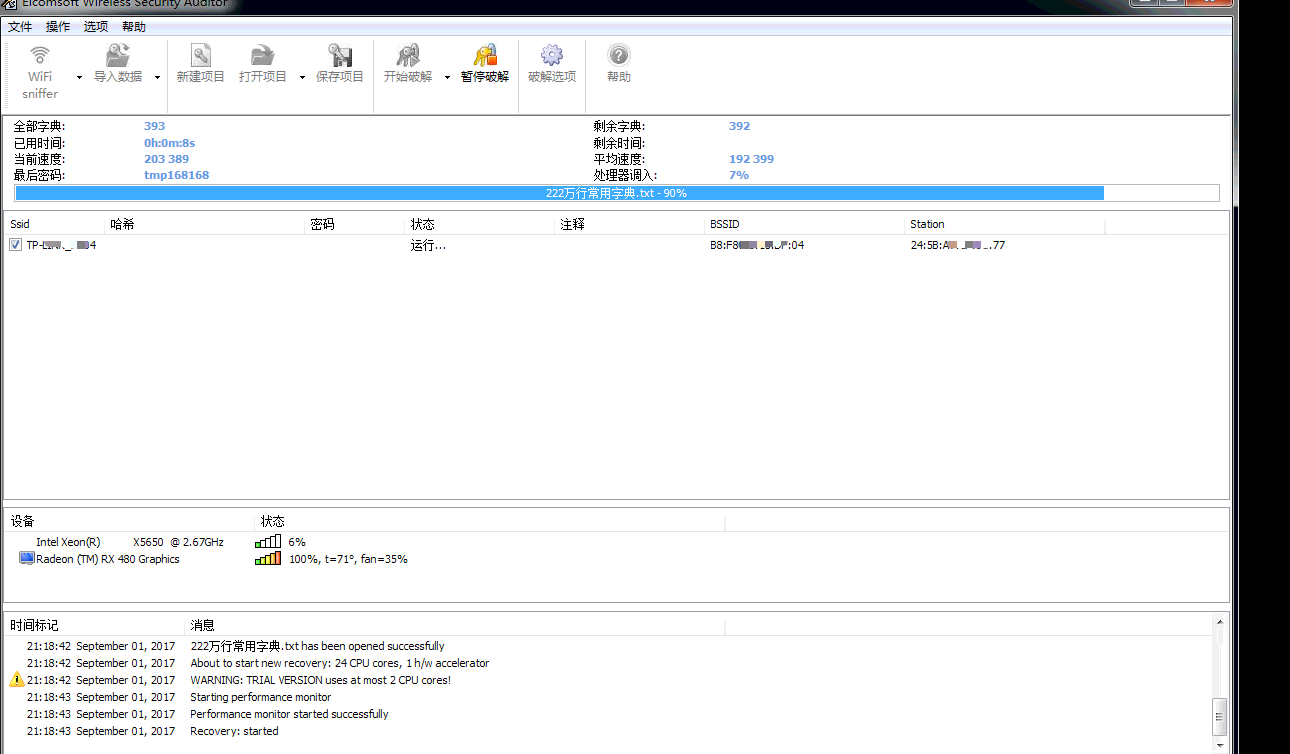 Elcomsoft Wireless Security Auditor
文件 操作 选项 帮助
WiFi sniffer 导入数据 新建项目 打开项目 保存项目 开始破解 暂停破解 破解选项 帮助
全部字典: 393 剩余字典: 392
已用时间: 0h:0m:8s 剩余时间:
当前速度: 203 389 平均速度: 192 399
最后密码: tmp168168 处理器调入: 7%
222万行常用字典.txt - 90%
Ssid 哈希 密码 状态 注释 BSSID Station
运行...
设备 状态
Intel Xeon(R) X5650 @ 2.67GHz 6%
Radeon (TM) RX 480 Graphics 100%, t=71°, fan=35%
时间标记 消息
21:18:42 September 01, 2017 222万行常用字典.txt has been opened successfully
21:18:42 September 01, 2017 About to start new recovery: 24 CPU cores, 1 h/w accelerator
21:18:42 September 01, 2017 WARNING: TRIAL VERSION uses at most 2 CPU cores!
21:18:43 September 01, 2017 Starting performance monitor
21:18:43 September 01, 2017 Performance monitor started successfully
21:18:43 September 01, 2017 Recovery: started